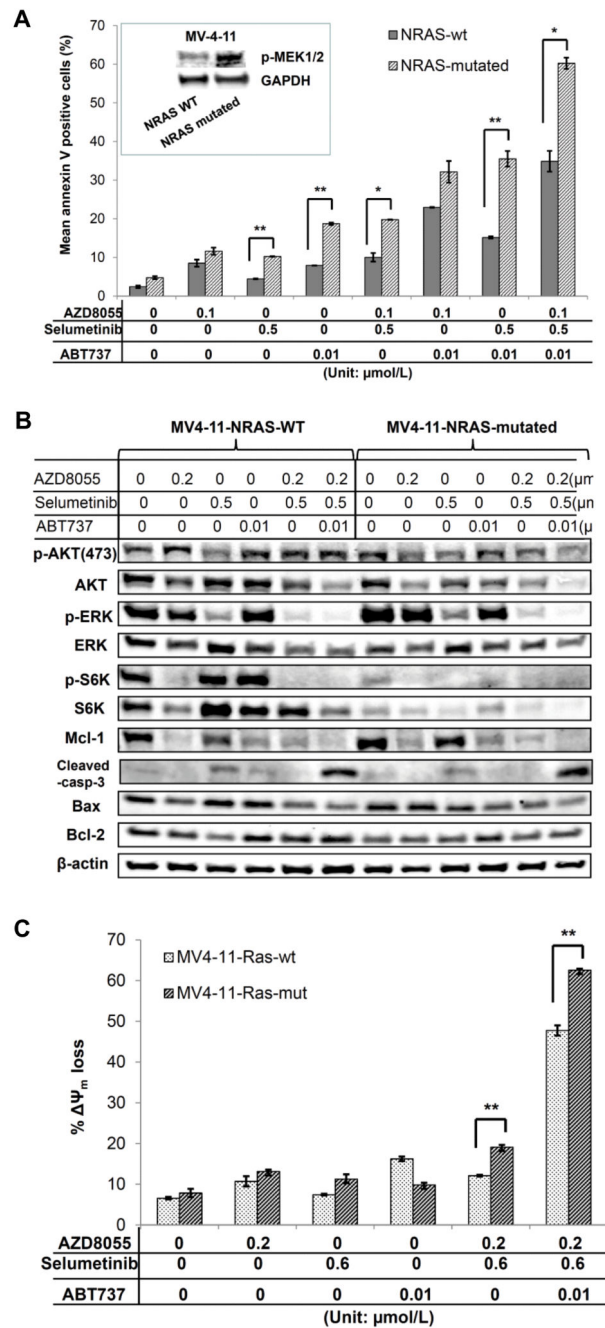 A
Mean annexin V positive cells (%)
70
60
50
40
30
20
10
0
MV-4-11
p-MEK1/2
GAPDH
NRAS WT
NRAS mutated
NRAS-wt
NRAS-mutated
** ** * ** *
AZD8055 0 0.1 0 0 0.1 0.1 0 0.1
Selumetinib 0 0 0.5 0 0.5 0 0.5 0.5
ABT737 0 0 0 0.01 0 0.01 0.01 0.01
(Unit: µmol/L)
B
MV4-11-NRAS-WT MV4-11-NRAS-mutated
AZD8055 0 0.2 0 0 0.2 0.2 0 0.2 0 0 0.2 0.2(µm
Selumetinib 0 0 0.5 0 0.5 0.5 0 0 0.5 0 0.5 0.5(µm
ABT737 0 0 0 0.01 0 0.01 0 0 0 0.01 0 0.01(µ
p-AKT(473)
AKT
p-ERK
ERK
p-S6K
S6K
Mcl-1
Cleaved
-casp-3
Bax
Bcl-2
β-actin
C
% ΔΨm loss
70
60
50
40
30
20
10
0
MV4-11-Ras-wt
MV4-11-Ras-mut
** **
AZD8055 0 0.2 0 0 0.2 0.2
Selumetinib 0 0 0.6 0 0.6 0.6
ABT737 0 0 0 0.01 0 0.01
(Unit: µmol/L)